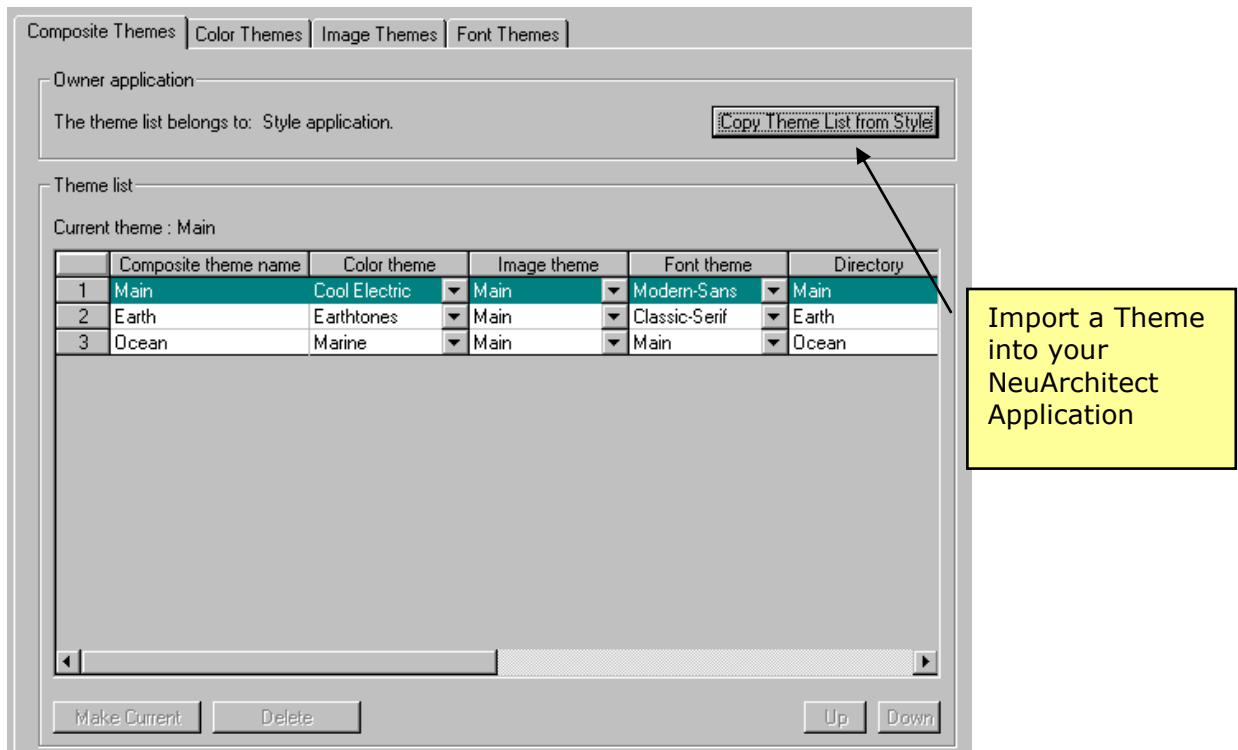 Composite Themes Color Themes Image Themes Font Themes
Owner application
The theme list belongs to: Style application.
Copy Theme List from Style
Theme list
Current theme : Main
Composite theme name Color theme Image theme Font theme Directory
1 Main Cool Electric Main Modern-Sans Main
2 Earth Earthtones Main Classic-Serif Earth
3 Ocean Marine Main Main Ocean
Import a Theme
into your
NeuArchitect
Application
Make Current Delete Up Down